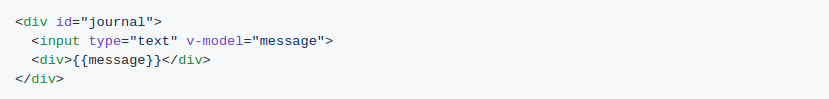 <div id="journal">
  <input type="text" v-model="message">
  <div>{{message}}</div>
</div>